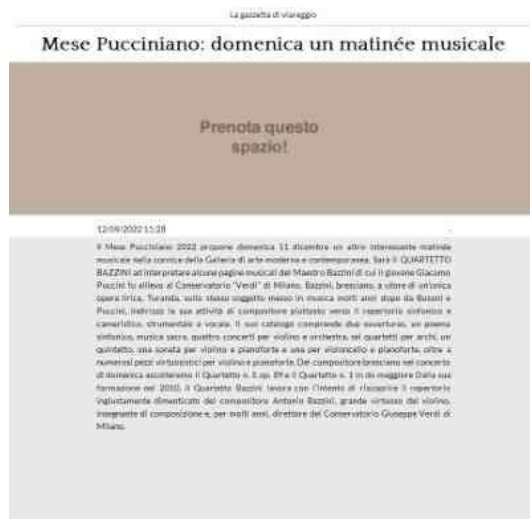 La gazzetta di viareggio
Mese Pucciniano: domenica un matinée musicale
Prenota questo
spazio!
12/09/2022 11:28
Il Mese Pucciniano 2022 propone domenica 11 dicembre un altro interessante matinée
musicale nella cornice della Galleria di arte moderna e contemporanea. Sarà il QUARTETTO
BAZZINI ad interpretare alcune pagine musicali del Maestro Bazzini di cui il giovane Giacomo
Puccini fu allievo al Conservatorio "Verdi" di Milano. Bazzini, bresciano, autore di un'unica
opera lirica, Turanda, sullo stesso soggetto messo in musica molti anni dopo da Busoni e
Puccini, indirizzò la sua attività di compositore piuttosto verso il repertorio sinfonico e
cameristico, strumentale e vocale. Il suo catalogo comprende due ouverture, un poema
sinfonico, musica sacra, quattro concerti per violino e orchestra, sei quartetti per archi, un
quintetto, una sonata per violino e pianoforte e una per violoncello e pianoforte, oltre a
numerosi pezzi virtuosistici per violino e pianoforte. Del compositore bresciano nel concerto
di domenica ascolteremo il Quartetto n. 5 op. e il Quartetto n. 1 in do maggiore Dalla sua
formazione nel 2010, il Quartetto Bazzini lavora con l'intento di riscoprire il repertorio
ingiustamente dimenticato del compositore Antonio Bazzini, grande virtuoso del violino,
insegnante di composizione e, per molti anni, direttore del Conservatorio Giuseppe Verdi di
Milano.